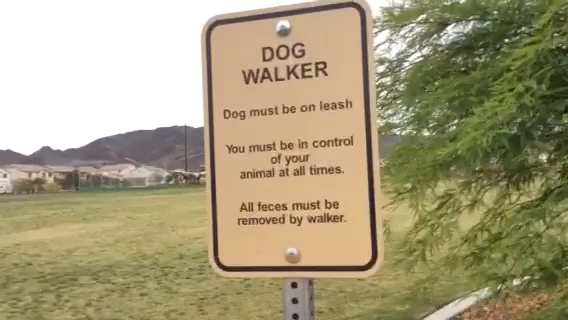 DOG
WALKER
Dog must be on leash
You must be in control
of your
animal at all times.
All feces must be
removed by walker.